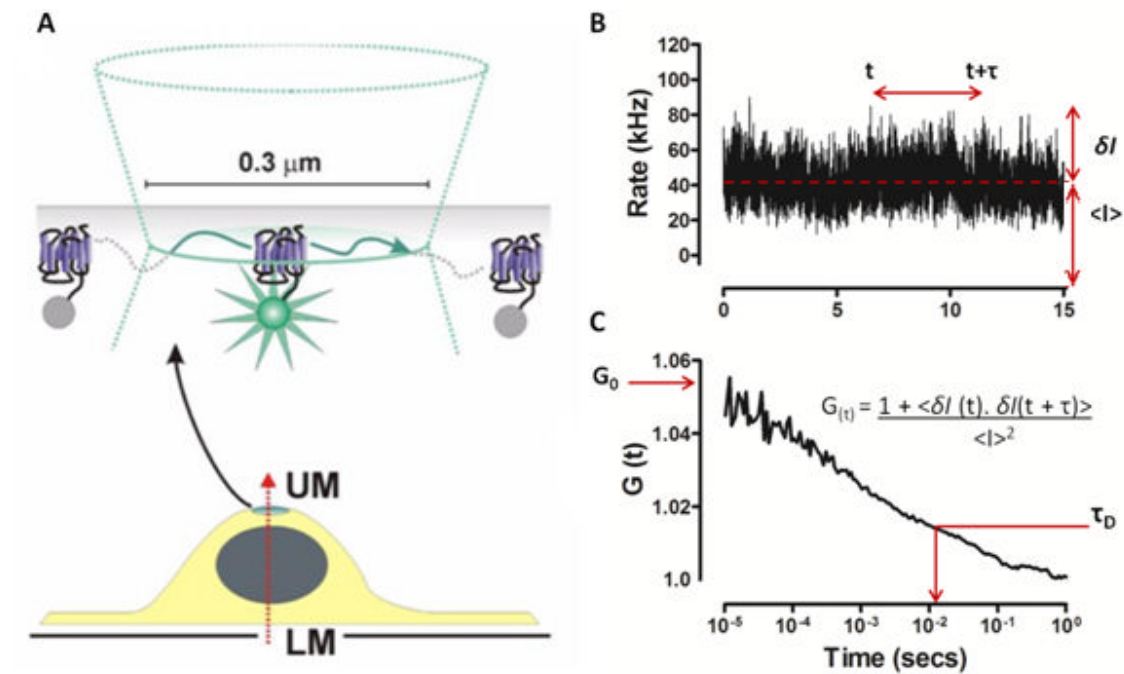 A
0.3 μm
UM
LM
B
Rate (kHz)
120
100
80
60
40
20
0
t
t+τ
δI
<I>
0
5
10
15
C
G₀
G (t)
1.06
1.04
1.02
1.0
G(t) = 1 + <δI (t). δI(t + τ)>
<I>²
τD
10⁻⁵
10⁻⁴
10⁻³
10⁻²
10⁻¹
10⁰
Time (secs)